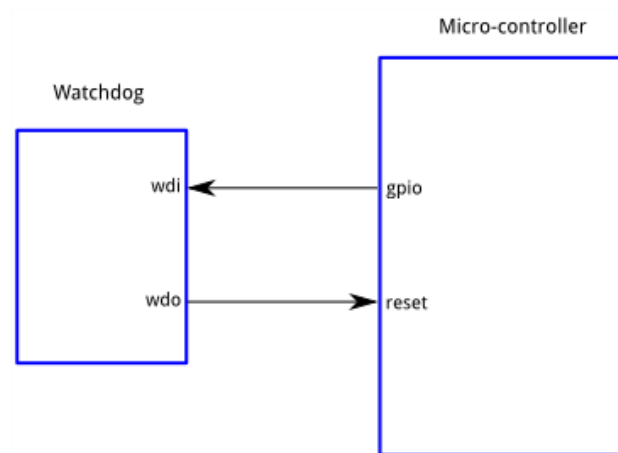 Micro-controller
Watchdog
wdi
gpio
wdo
reset